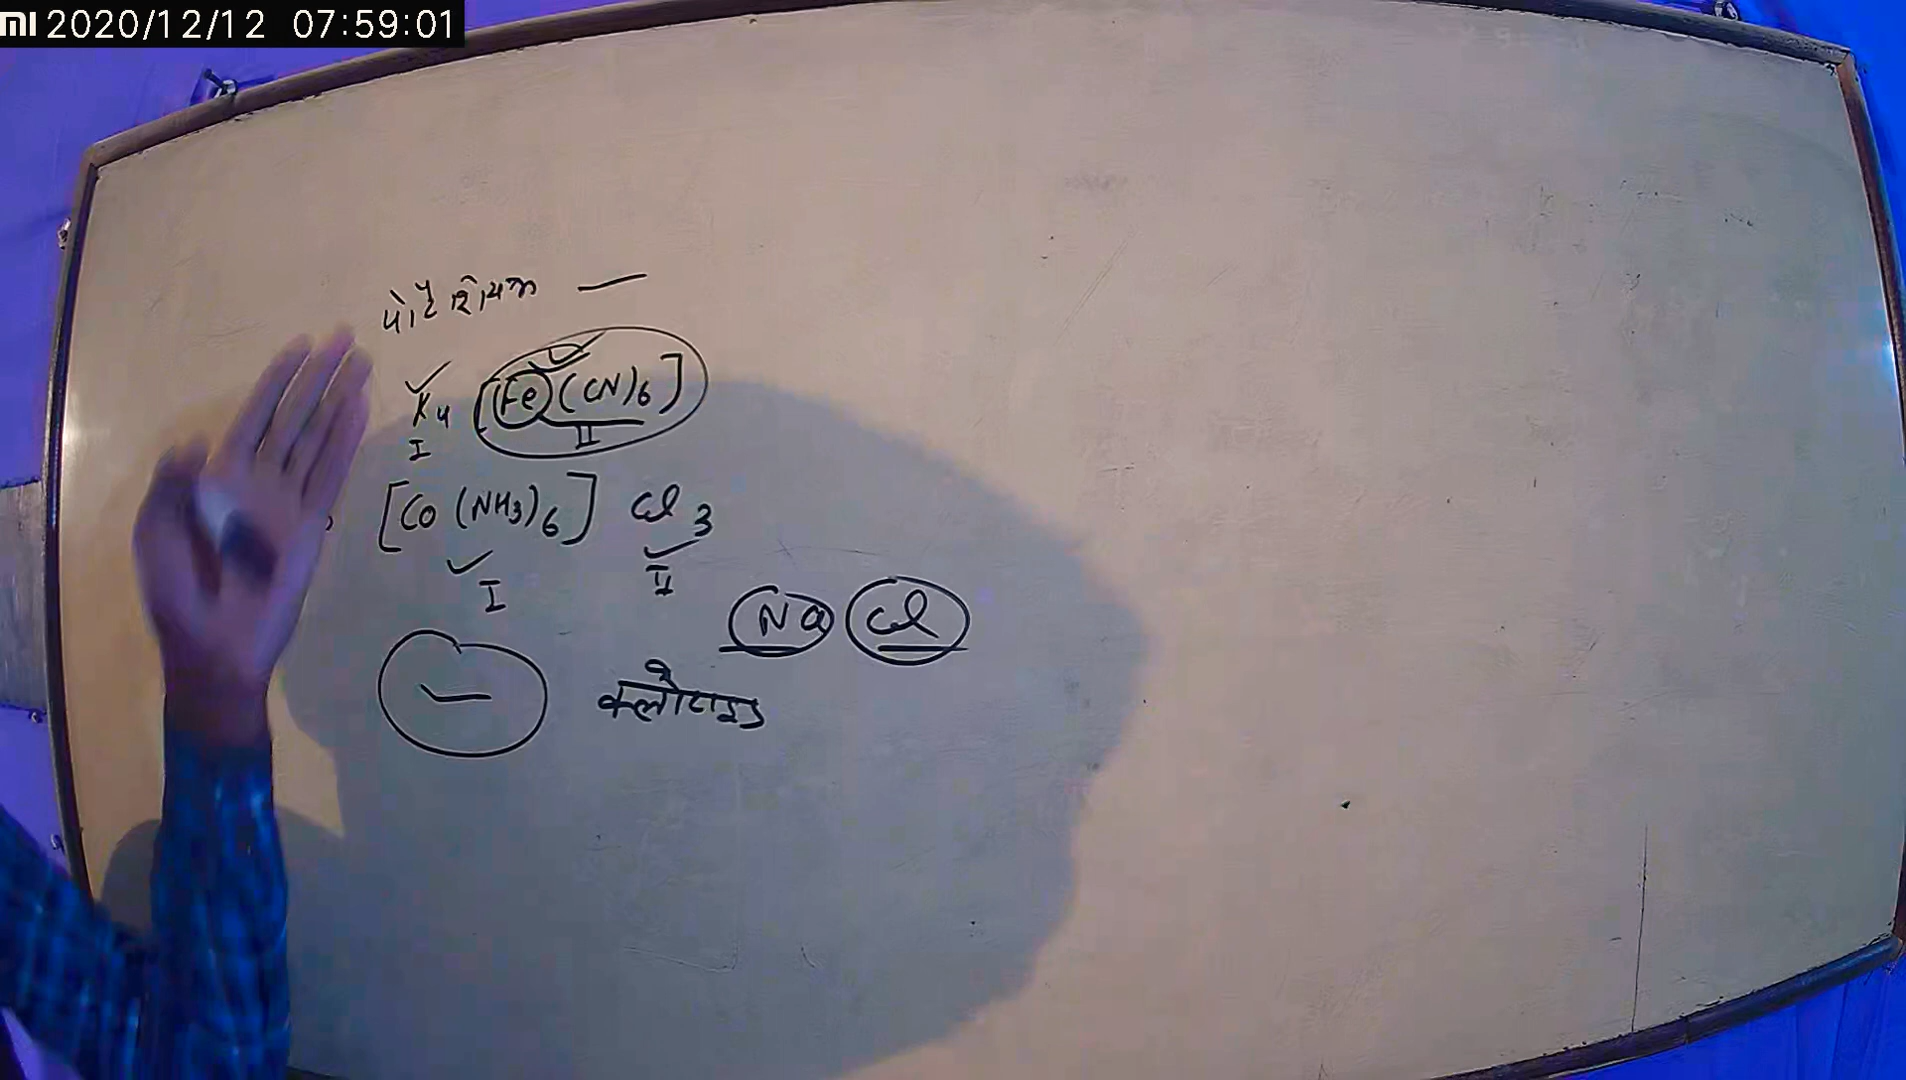 MI 2020/12/12 07:59:01
पोटेशियम —
K4 [Fe(CN)6]
I II
[Co (NH3)6] Cl3
I II
Na Cl
क्लोराइड